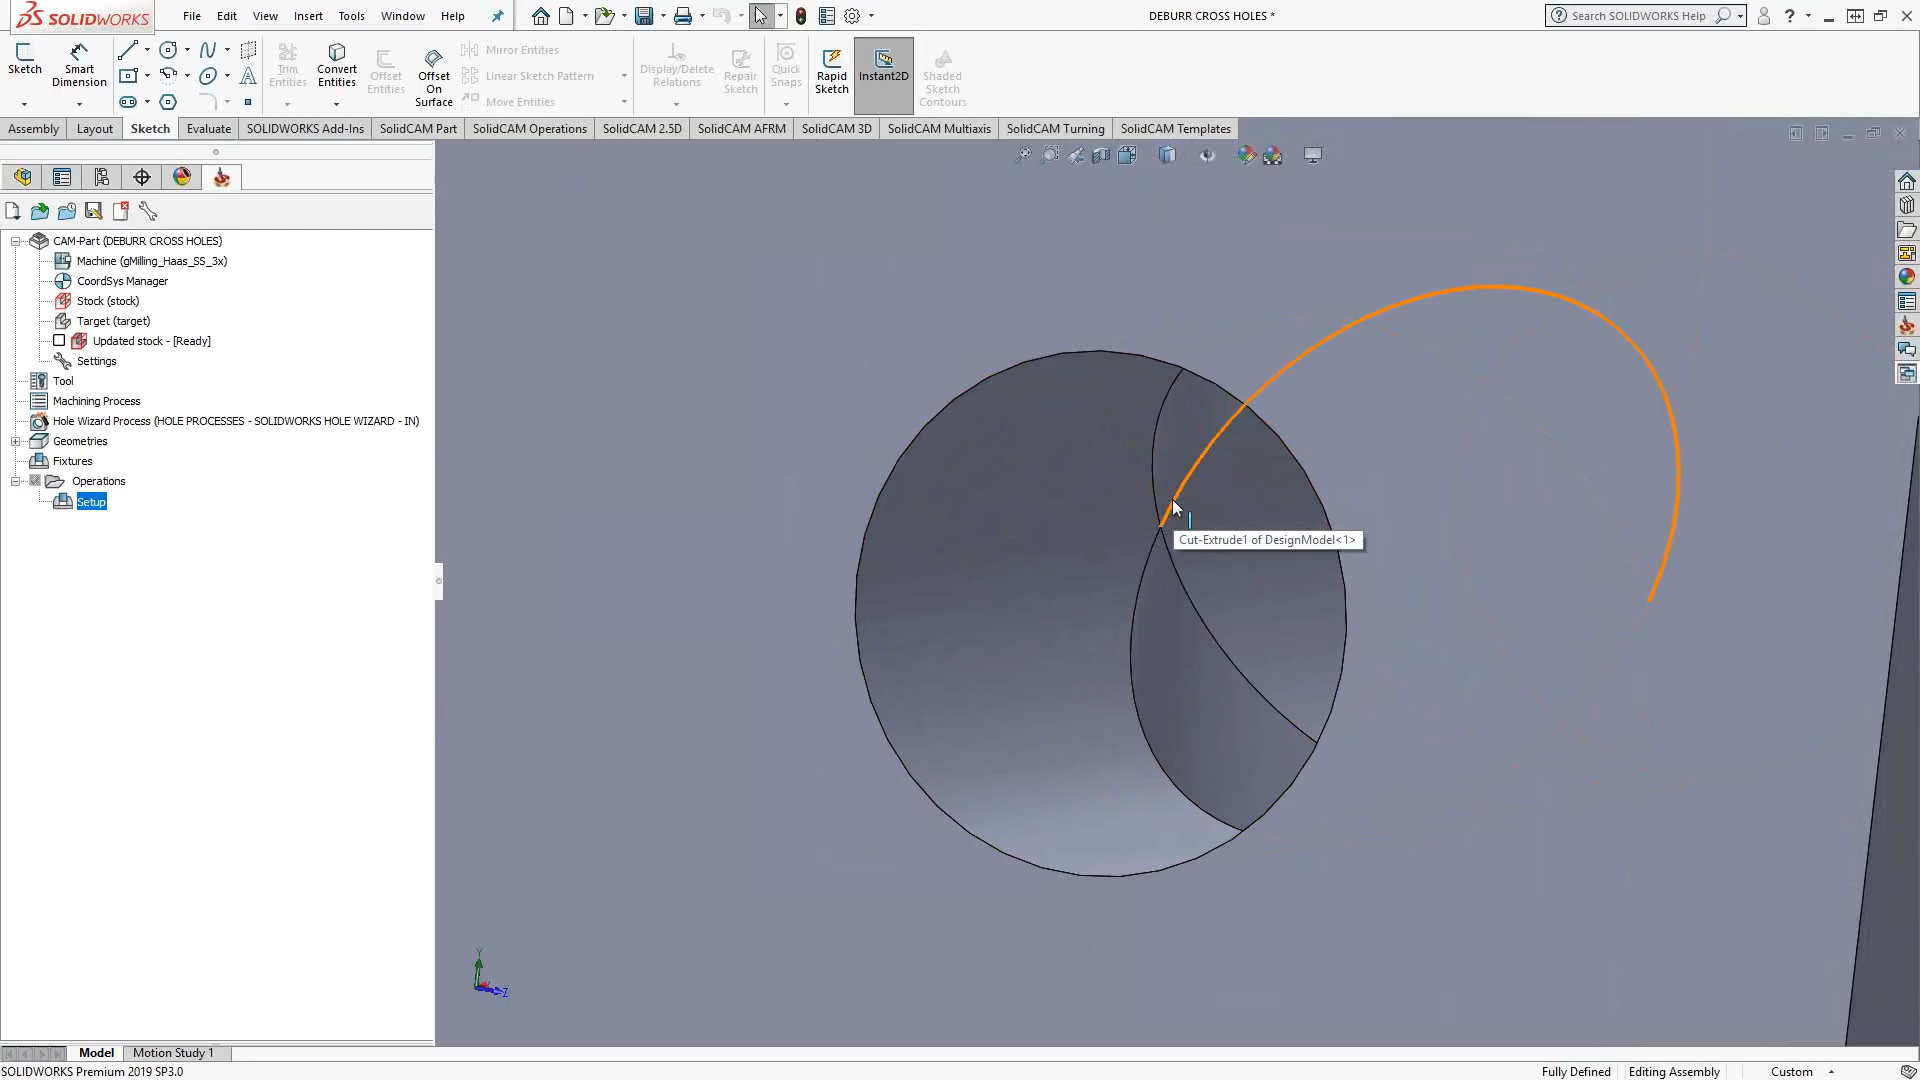 SOLIDWORKS
File Edit View Insert Tools Window Help
DEBURR CROSS HOLES *
Search SOLIDWORKS Help
Sketch
Smart Dimension
Trim Entities
Convert Entities
Offset Entities
Offset On Surface
Mirror Entities
Linear Sketch Pattern
Move Entities
Display/Delete Relations
Repair Sketch
Quick Snaps
Rapid Sketch
Instant2D
Shaded Sketch Contours
Assembly Layout Sketch Evaluate SOLIDWORKS Add-Ins SolidCAM Part SolidCAM Operations SolidCAM 2.5D SolidCAM AFRM SolidCAM 3D SolidCAM Multiaxis SolidCAM Turning SolidCAM Templates
CAM-Part (DEBURR CROSS HOLES)
Machine (gMilling_Haas_SS_3x)
CoordSys Manager
Stock (stock)
Target (target)
Updated stock - [Ready]
Settings
Tool
Machining Process
Hole Wizard Process (HOLE PROCESSES - SOLIDWORKS HOLE WIZARD - IN)
Geometries
Fixtures
Operations
Setup
Cut-Extrude1 of DesignModel<1>
Y
Z
Model Motion Study 1
SOLIDWORKS Premium 2019 SP3.0
Fully Defined Editing Assembly Custom